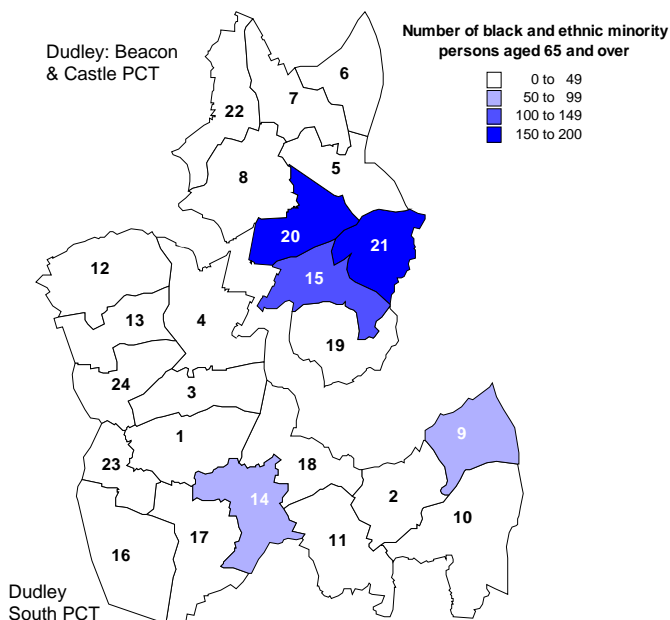 Number of black and ethnic minority
persons aged 65 and over
0 to 49
50 to 99
100 to 149
150 to 200
Dudley: Beacon
& Castle PCT
6
7
22
5
8
20
21
12
15
13
4
19
24
3
1
9
23
18
14
2
10
17
11
16
Dudley
South PCT